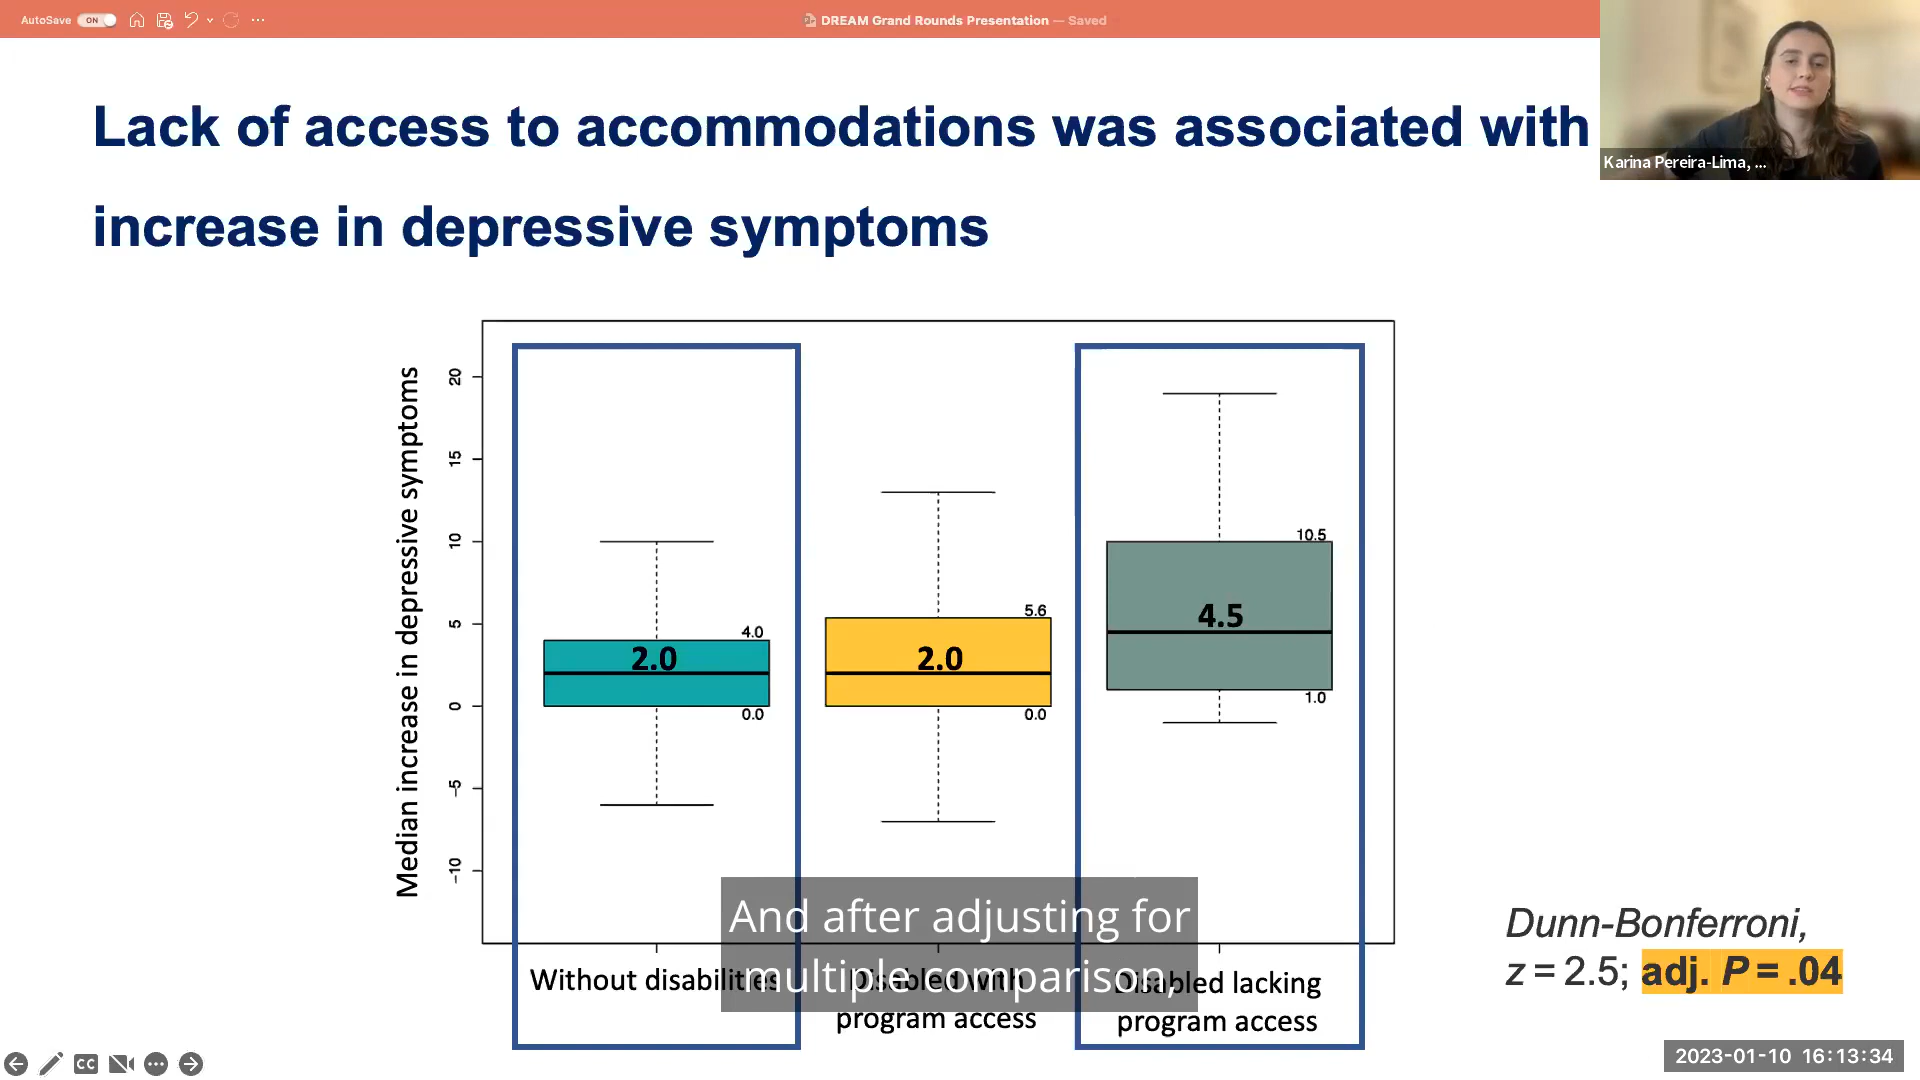 AutoSave ON
DREAM Grand Rounds Presentation — Saved
Karina Pereira-Lima, ...
Lack of access to accommodations was associated with
increase in depressive symptoms
Median increase in depressive symptoms
20
15
10
5
0
-5
-10
4.0
2.0
0.0
5.6
2.0
0.0
10.5
4.5
1.0
Without disabilities
Disabled with
program access
Disabled lacking
program access
And after adjusting for
multiple comparison,
Dunn-Bonferroni,
z = 2.5; adj. P = .04
CC
2023-01-10 16:13:34